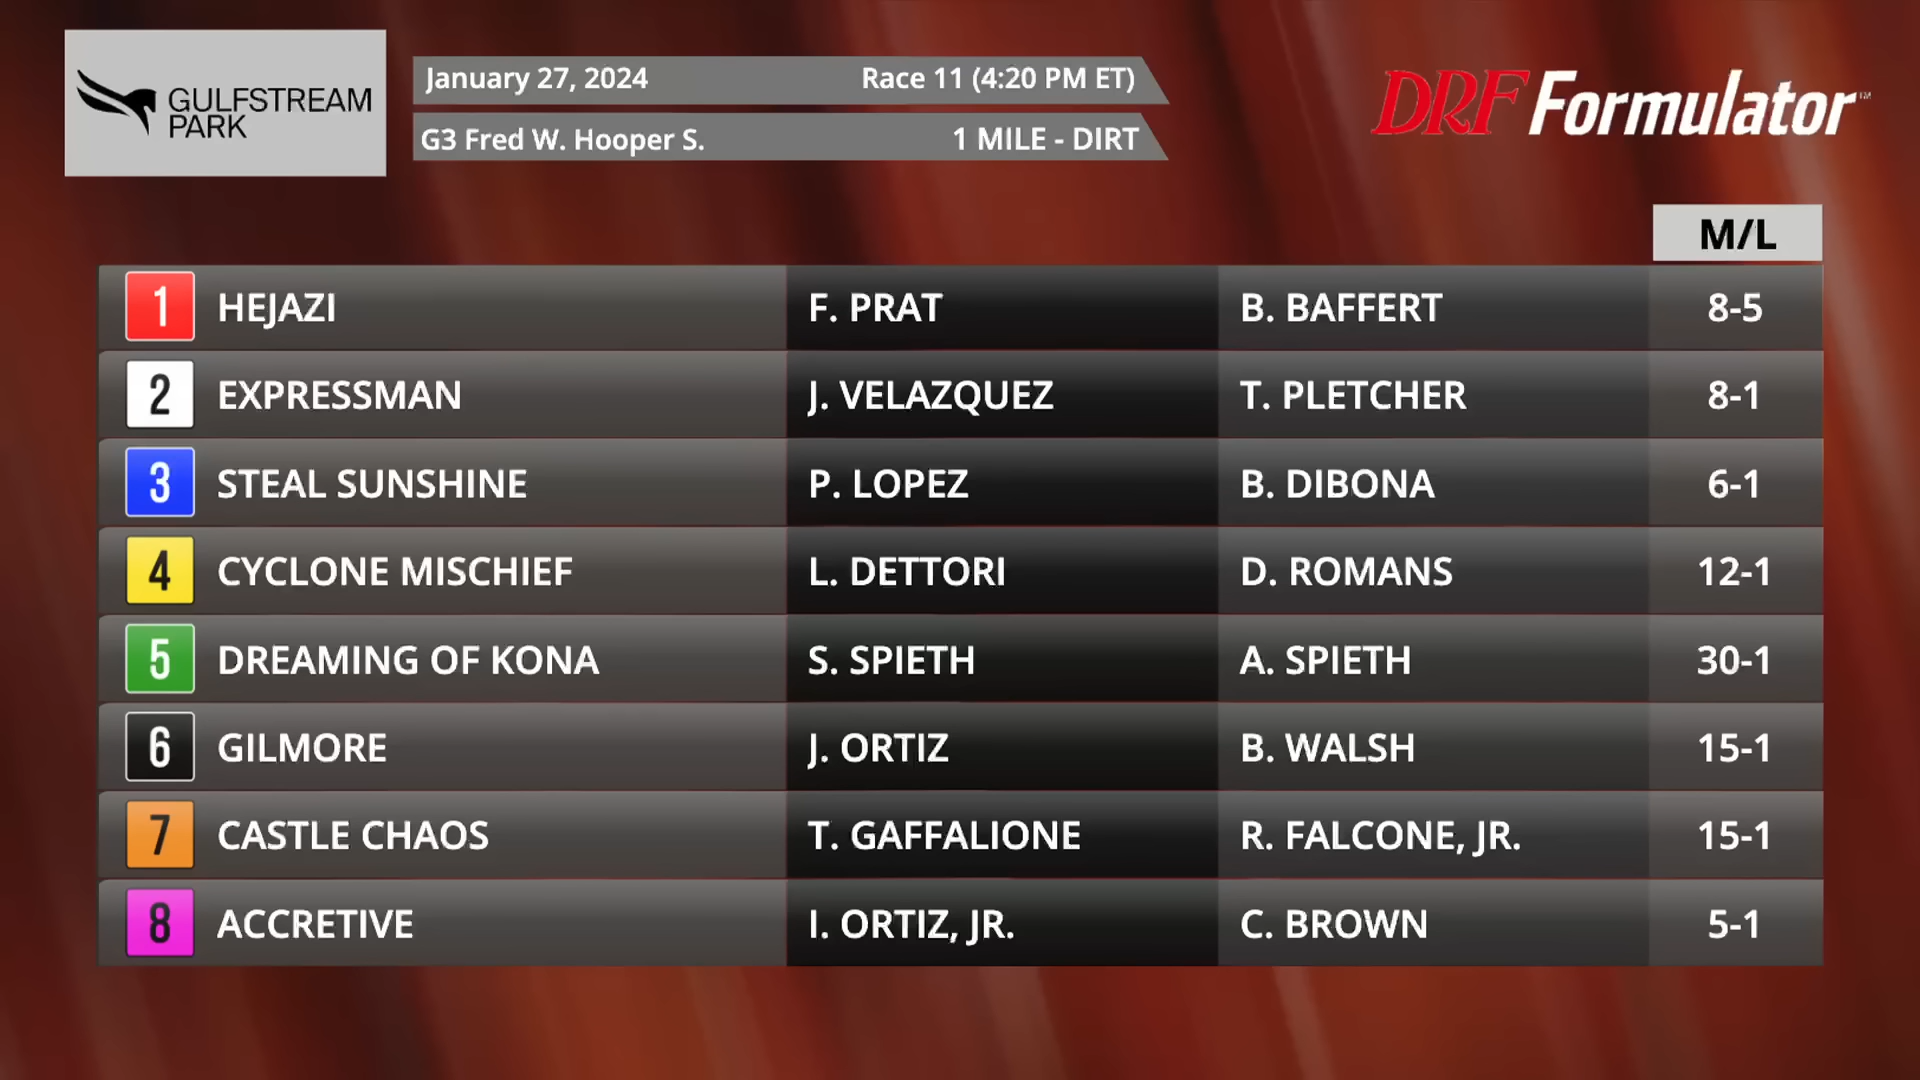 GULFSTREAM
PARK
January 27, 2024 Race 11 (4:20 PM ET)
G3 Fred W. Hooper S. 1 MILE - DIRT
DRF Formulator™
M/L
1 HEJAZI F. PRAT B. BAFFERT 8-5
2 EXPRESSMAN J. VELAZQUEZ T. PLETCHER 8-1
3 STEAL SUNSHINE P. LOPEZ B. DIBONA 6-1
4 CYCLONE MISCHIEF L. DETTORI D. ROMANS 12-1
5 DREAMING OF KONA S. SPIETH A. SPIETH 30-1
6 GILMORE J. ORTIZ B. WALSH 15-1
7 CASTLE CHAOS T. GAFFALIONE R. FALCONE, JR. 15-1
8 ACCRETIVE I. ORTIZ, JR. C. BROWN 5-1